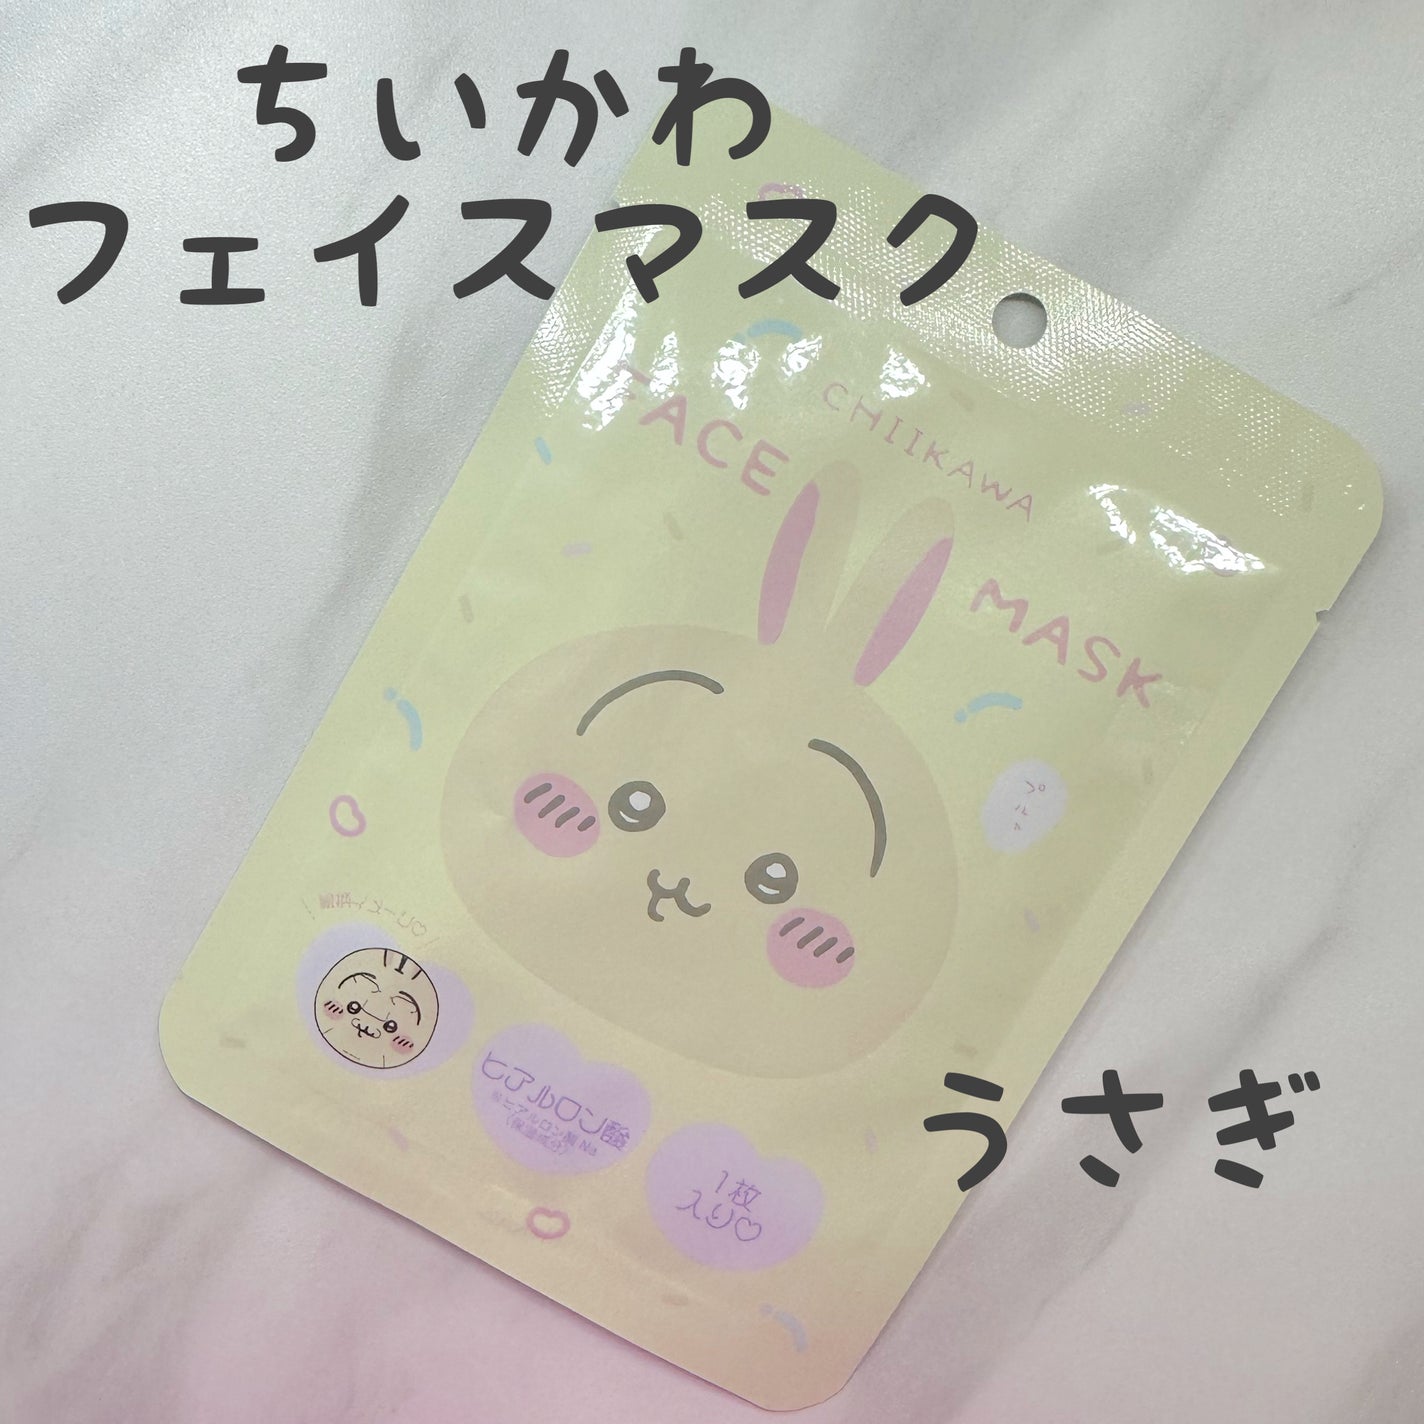 ちいかわ
フェイスマスク
CHIIKAWA
FACE MASK
プルル
ヒアルロン酸
※ヒアルロン酸Na
(保湿成分)
1枚
入り♡
うさぎ